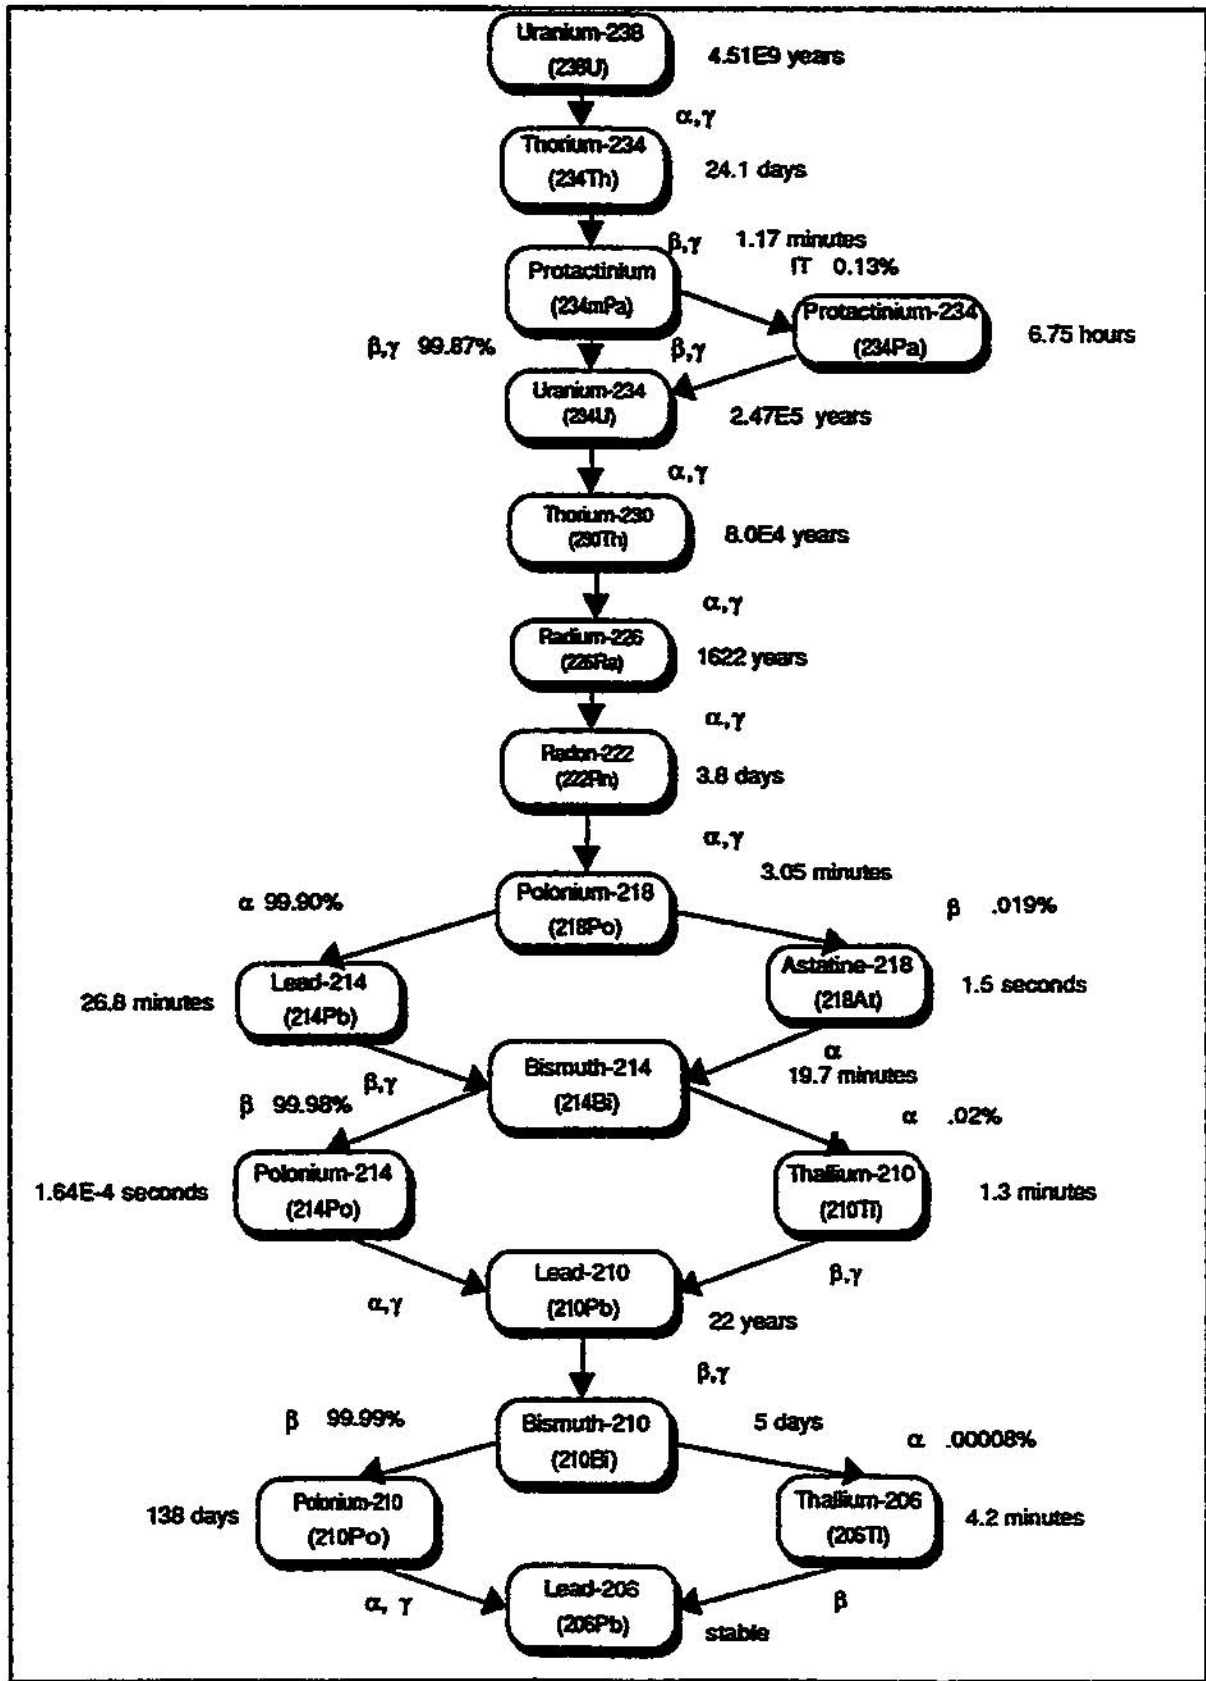 Uranium-238
(238U)
4.51E9 years
α,γ
Thorium-234
(234Th)
24.1 days
β,γ
1.17 minutes
IT 0.13%
Protactinium
(234mPa)
Protactinium-234
(234Pa)
6.75 hours
β,γ 99.87%
β,γ
Uranium-234
(234U)
2.47E5 years
α,γ
Thorium-230
(230Th)
8.0E4 years
α,γ
Radium-226
(226Ra)
1622 years
α,γ
Radon-222
(222Rn)
3.8 days
α,γ
3.05 minutes
Polonium-218
(218Po)
α 99.90%
β .019%
Lead-214
(214Pb)
26.8 minutes
Astatine-218
(218At)
1.5 seconds
α
19.7 minutes
Bismuth-214
(214Bi)
β,γ
β 99.98%
α .02%
Polonium-214
(214Po)
1.64E-4 seconds
Thallium-210
(210Tl)
1.3 minutes
Lead-210
(210Pb)
α,γ
β,γ
22 years
β,γ
β 99.99%
Bismuth-210
(210Bi)
5 days
α .00008%
138 days
Polonium-210
(210Po)
Thallium-206
(206Tl)
4.2 minutes
α, γ
Lead-206
(206Pb)
β
stable